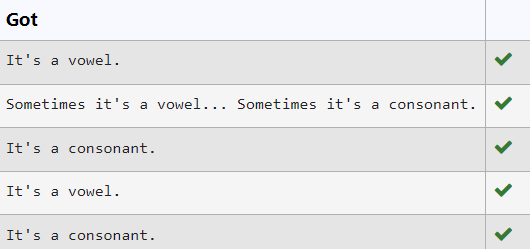 Got
It's a vowel.
Sometimes it's a vowel... Sometimes it's a consonant.
It's a consonant.
It's a vowel.
It's a consonant.